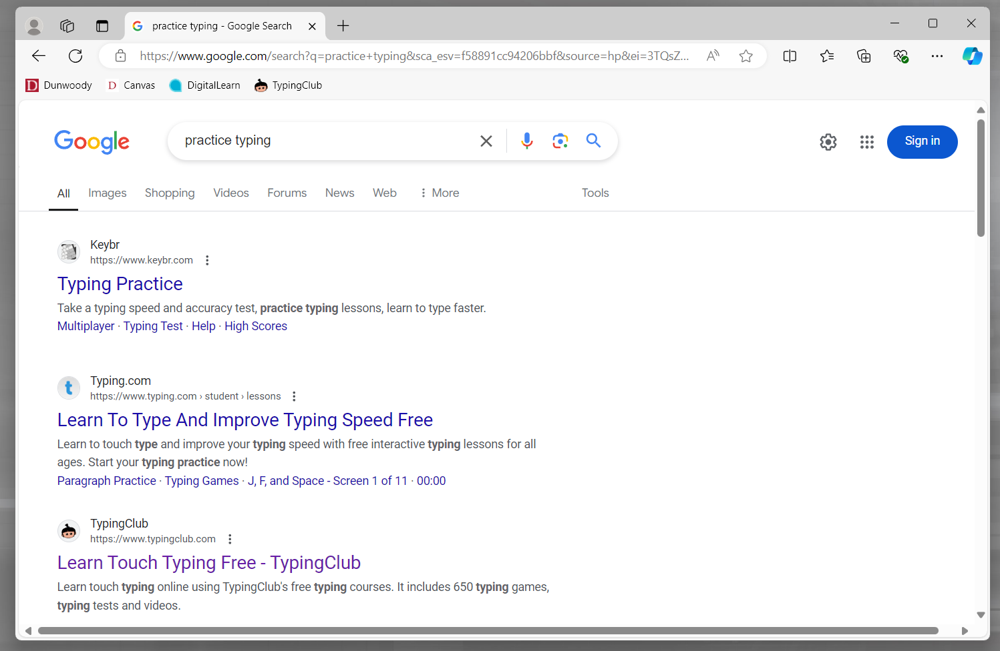 practice typing - Google Search
https://www.google.com/search?q=practice+typing&sca_esv=f58891cc94206bbf&source=hp&ei=3TQsZ...
Dunwoody
Canvas
DigitalLearn
TypingClub
Google
practice typing
Sign in
All
Images
Shopping
Videos
Forums
News
Web
More
Tools
Keybr
https://www.keybr.com
Typing Practice
Take a typing speed and accuracy test, practice typing lessons, learn to type faster.
Multiplayer · Typing Test · Help · High Scores
Typing.com
https://www.typing.com › student › lessons
Learn To Type And Improve Typing Speed Free
Learn to touch type and improve your typing speed with free interactive typing lessons for all
ages. Start your typing practice now!
Paragraph Practice · Typing Games · J, F, and Space - Screen 1 of 11 · 00:00
TypingClub
https://www.typingclub.com
Learn Touch Typing Free - TypingClub
Learn touch typing online using TypingClub's free typing courses. It includes 650 typing games,
typing tests and videos.